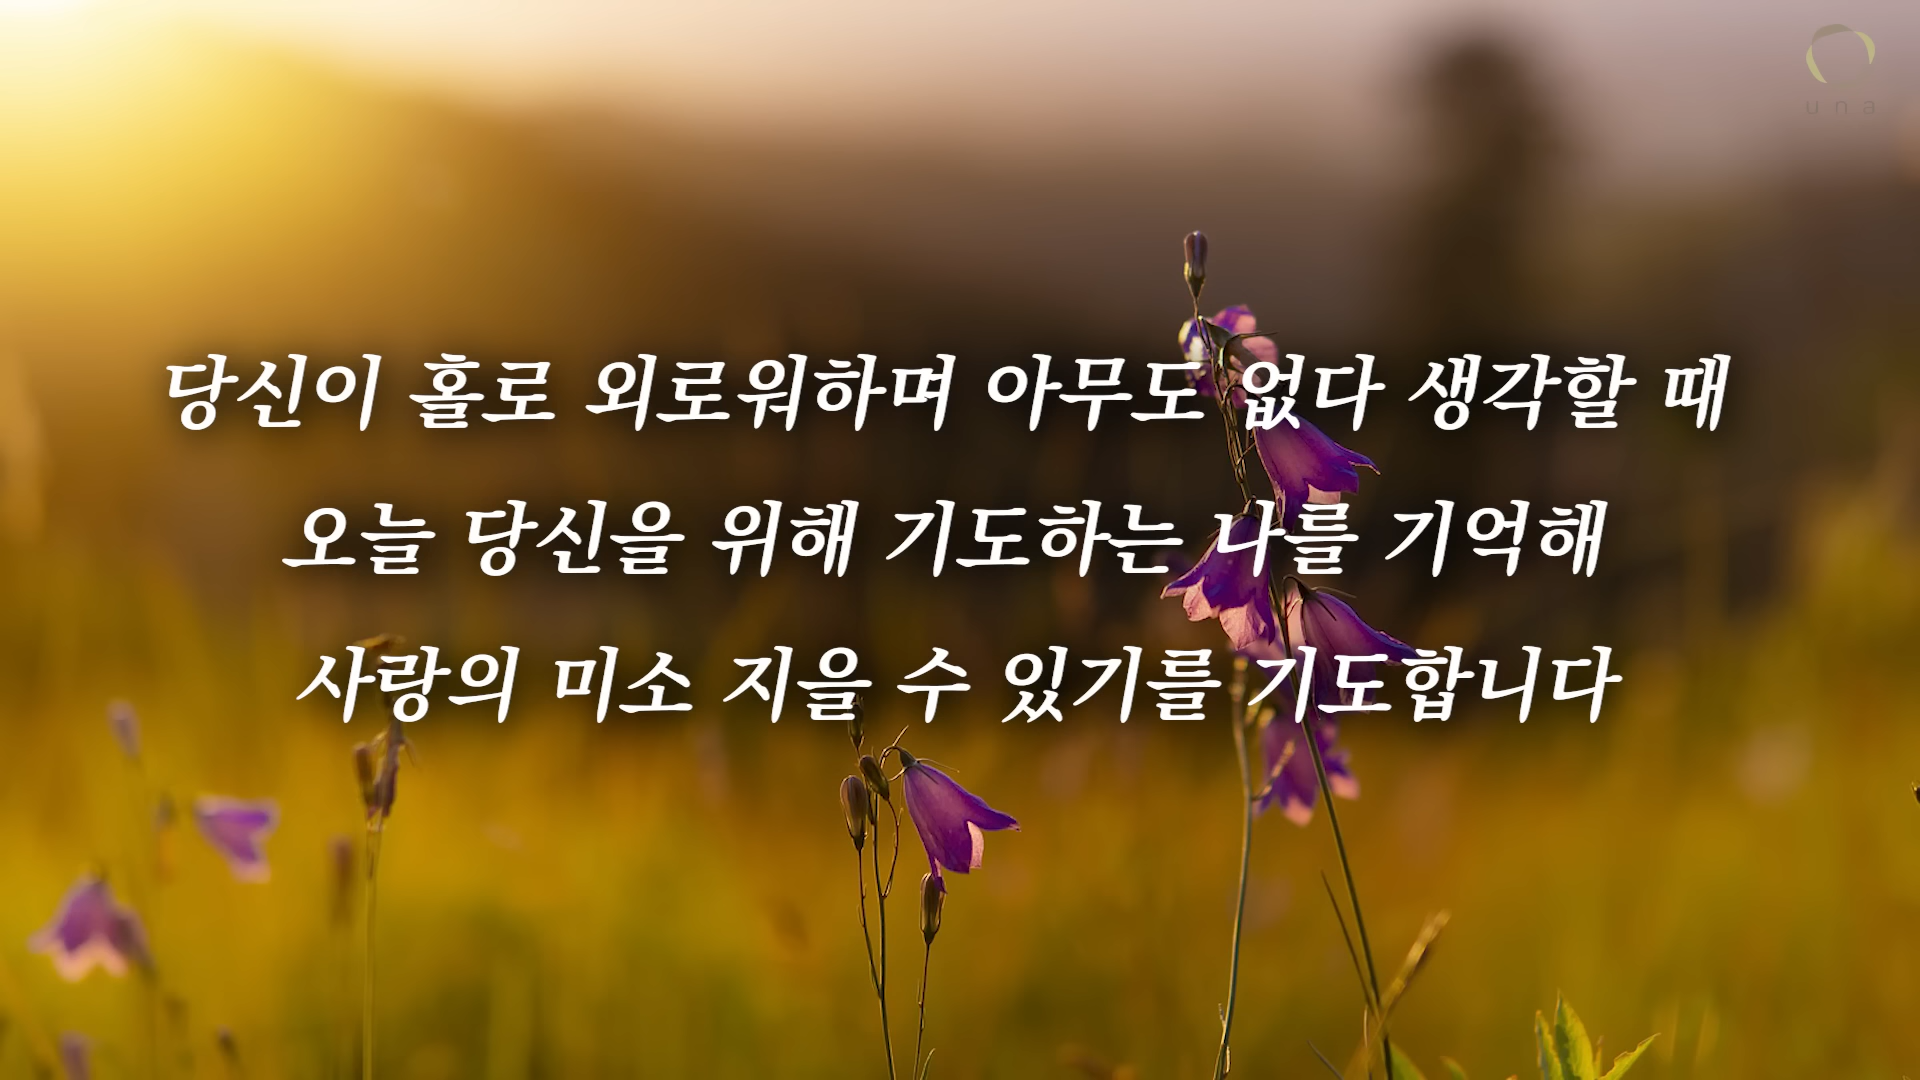 una
당신이 홀로 외로워하며 아무도 없다 생각할 때
오늘 당신을 위해 기도하는 나를 기억해
사랑의 미소 지을 수 있기를 기도합니다